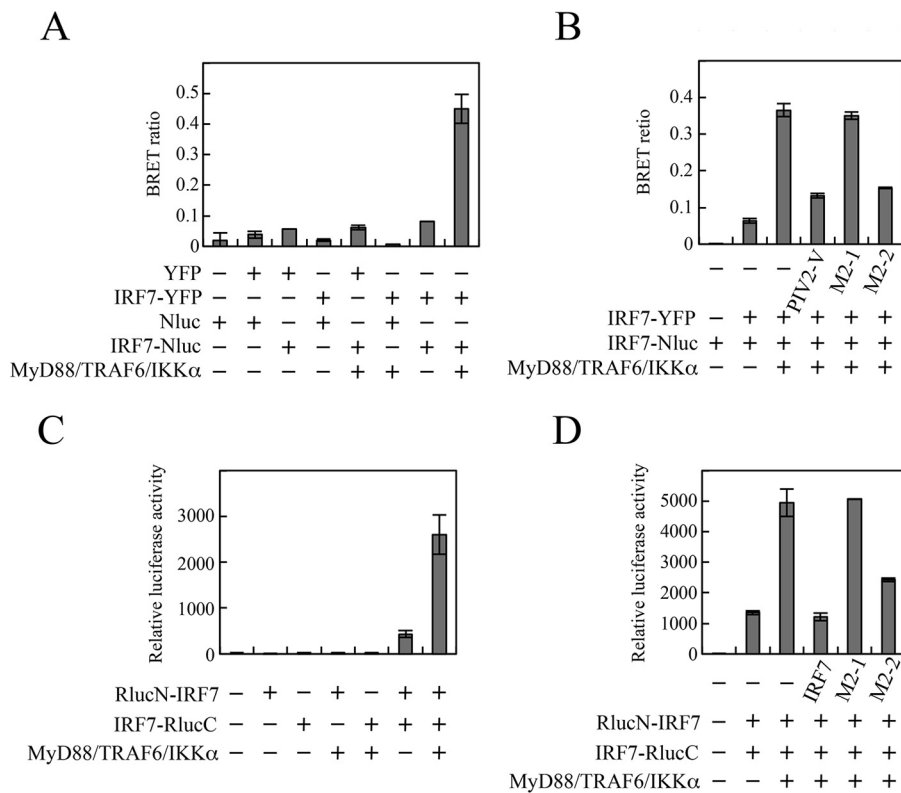 A
BRET ratio
0.5
0.4
0.3
0.2
0.1
0
YFP − + + − + − − −
IRF7-YFP − − − + − + + +
Nluc + + − + − + − −
IRF7-Nluc − − + − + − + +
MyD88/TRAF6/IKKα − − − − + + − +
B
BRET retio
0.4
0.3
0.2
0.1
0
− − − PIV2-V M2-1 M2-2
IRF7-YFP − + + + + +
IRF7-Nluc + + + + + +
MyD88/TRAF6/IKKα − − + + + +
C
Relative luciferase activity
3000
2000
1000
0
RlucN-IRF7 − + − + − + +
IRF7-RlucC − − + − + + +
MyD88/TRAF6/IKKα − − − + + − +
D
Relative luciferase activity
5000
4000
3000
2000
1000
0
− − − IRF7 M2-1 M2-2
RlucN-IRF7 − + + + + +
IRF7-RlucC − + + + + +
MyD88/TRAF6/IKKα − − + + + +